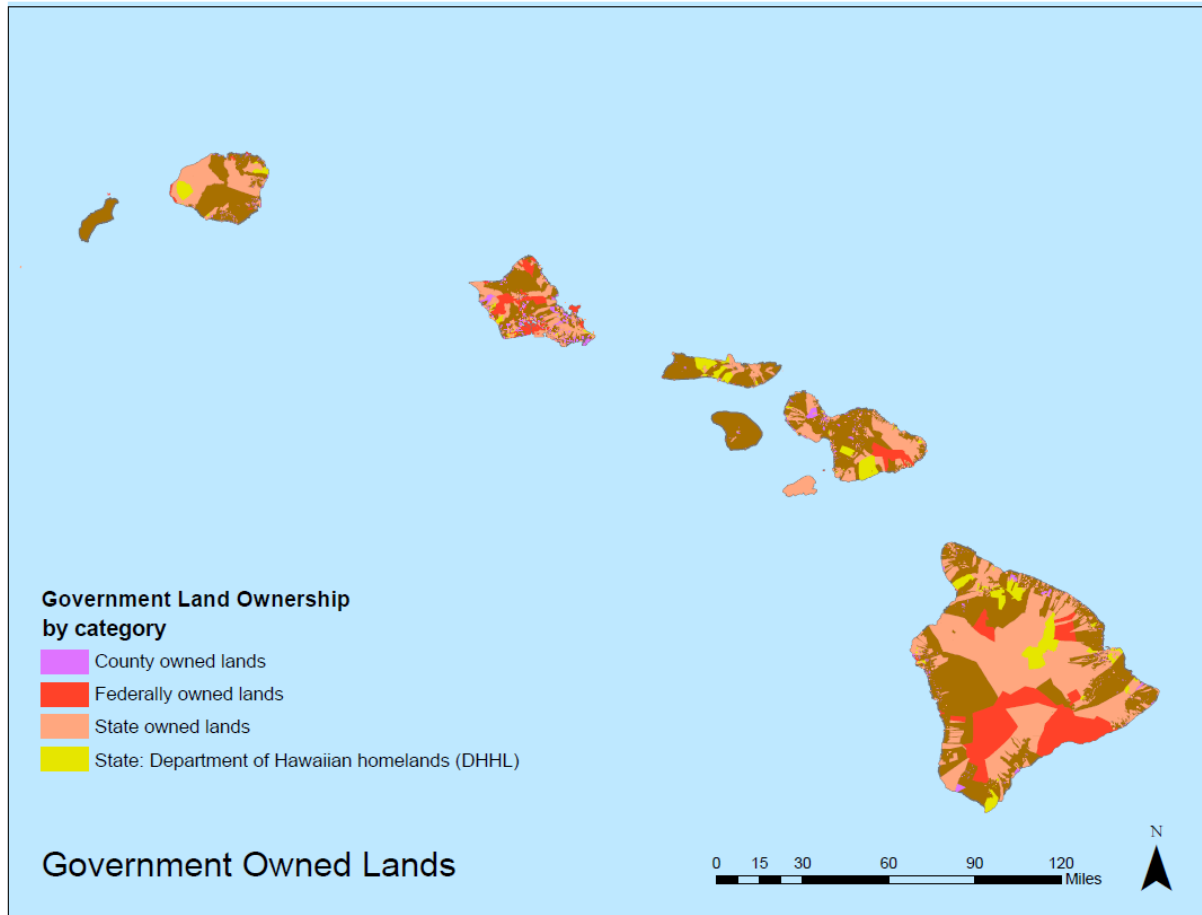 Government Land Ownership
by category
County owned lands
Federally owned lands
State owned lands
State: Department of Hawaiian homelands (DHHL)
Government Owned Lands
0 15 30 60 90 120
Miles
N